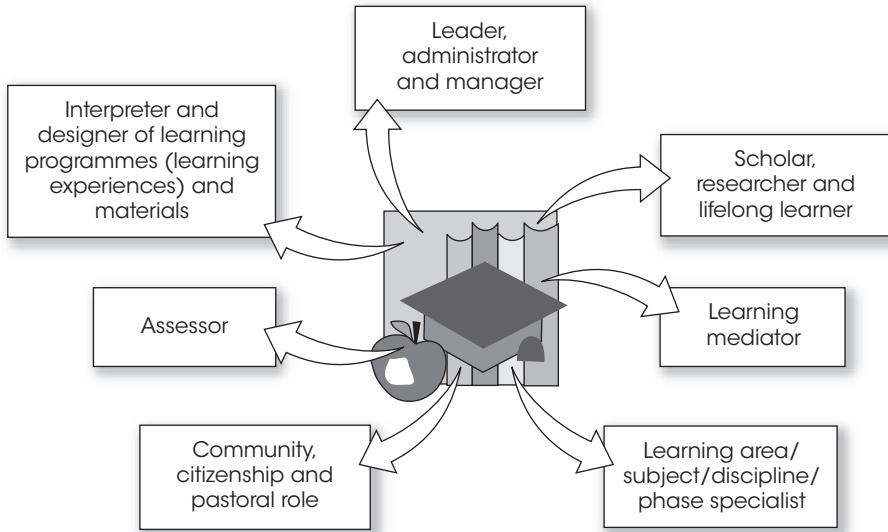 Leader,
administrator
and manager
Interpreter and
designer of learning
programmes (learning
experiences) and
materials
Scholar,
researcher and
lifelong learner
Assessor
Learning
mediator
Community,
citizenship and
pastoral role
Learning area/
subject/discipline/
phase specialist